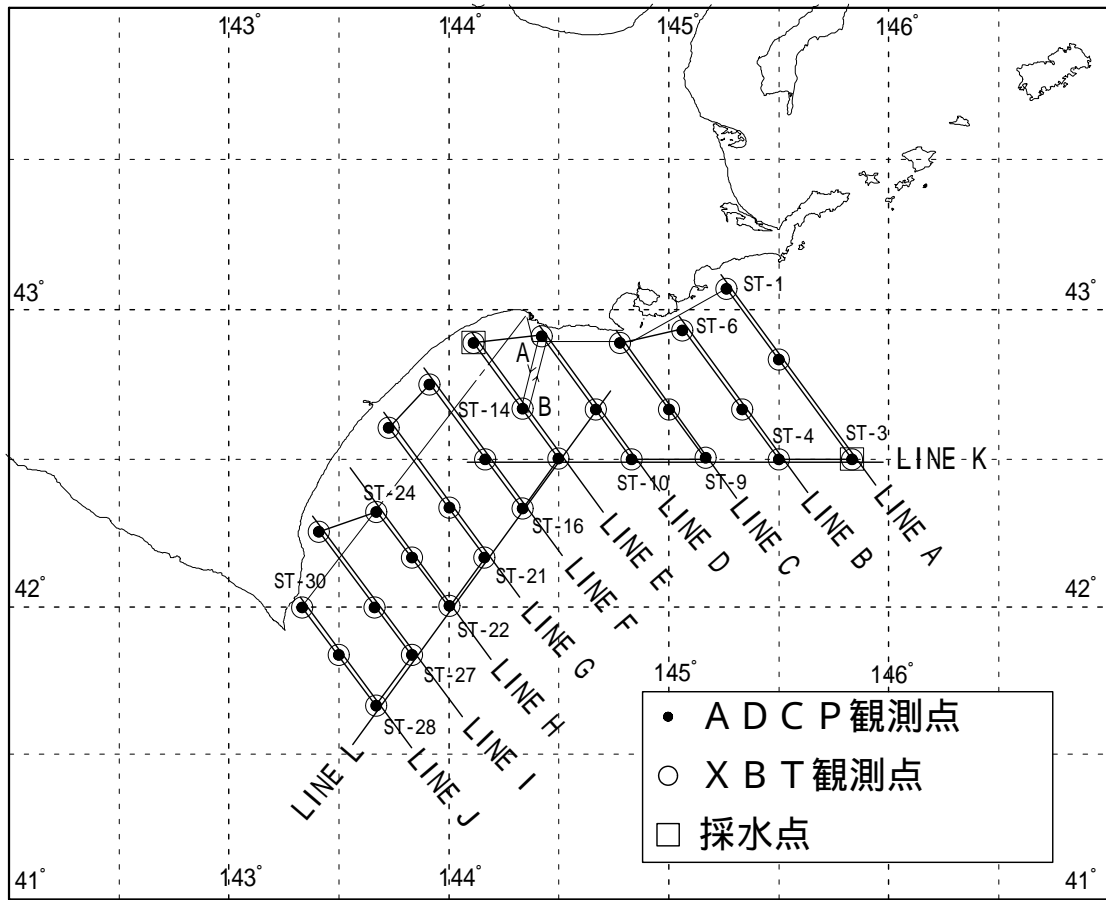 143°
144°
145°
146°
43°
43°
ST-1
ST-6
A
B
ST-14
ST-4
ST-3
LINE K
ST-10
ST-9
ST-24
ST-16
LINE A
LINE B
LINE C
LINE D
LINE E
ST-30
ST-21
LINE F
42°
42°
ST-22
LINE G
ST-27
LINE H
ST-28
LINE I
LINE J
LINE L
145°
146°
● ＡＤＣＰ観測点
○ ＸＢＴ観測点
□ 採水点
41°
143°
144°
41°